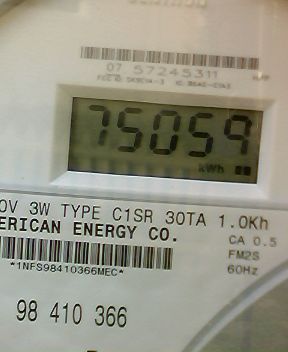 07 57245311
75059
kWh
0V 3W TYPE C1SR 30TA 1.0Kh
ERICAN ENERGY CO.
CA 0.5
FM2S
60Hz
*1NFS98410366MEC*
98 410 366